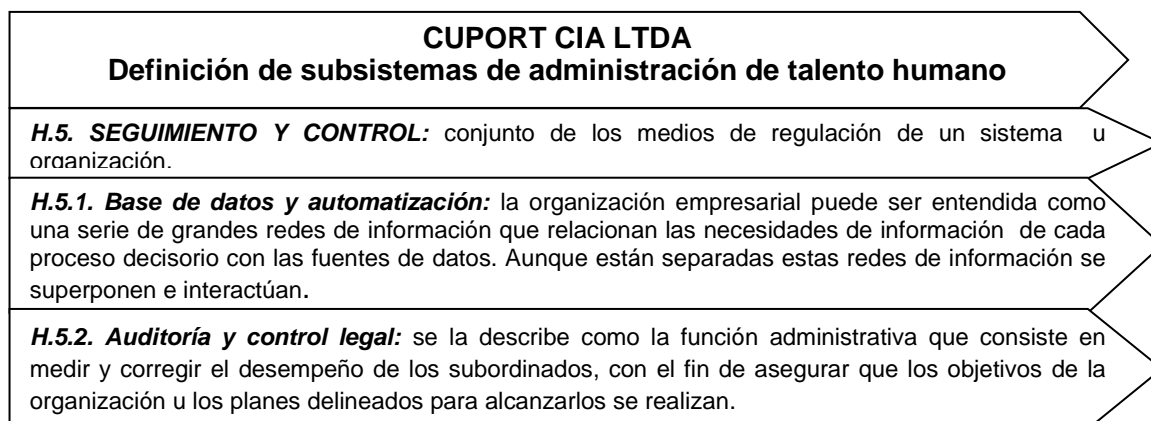 CUPORT CIA LTDA
Definición de subsistemas de administración de talento humano
H.5. SEGUIMIENTO Y CONTROL: conjunto de los medios de regulación de un sistema u
organización.
H.5.1. Base de datos y automatización: la organización empresarial puede ser entendida como
una serie de grandes redes de información que relacionan las necesidades de información de cada
proceso decisorio con las fuentes de datos. Aunque están separadas estas redes de información se
superponen e interactúan.
H.5.2. Auditoría y control legal: se la describe como la función administrativa que consiste en
medir y corregir el desempeño de los subordinados, con el fin de asegurar que los objetivos de la
organización u los planes delineados para alcanzarlos se realizan.